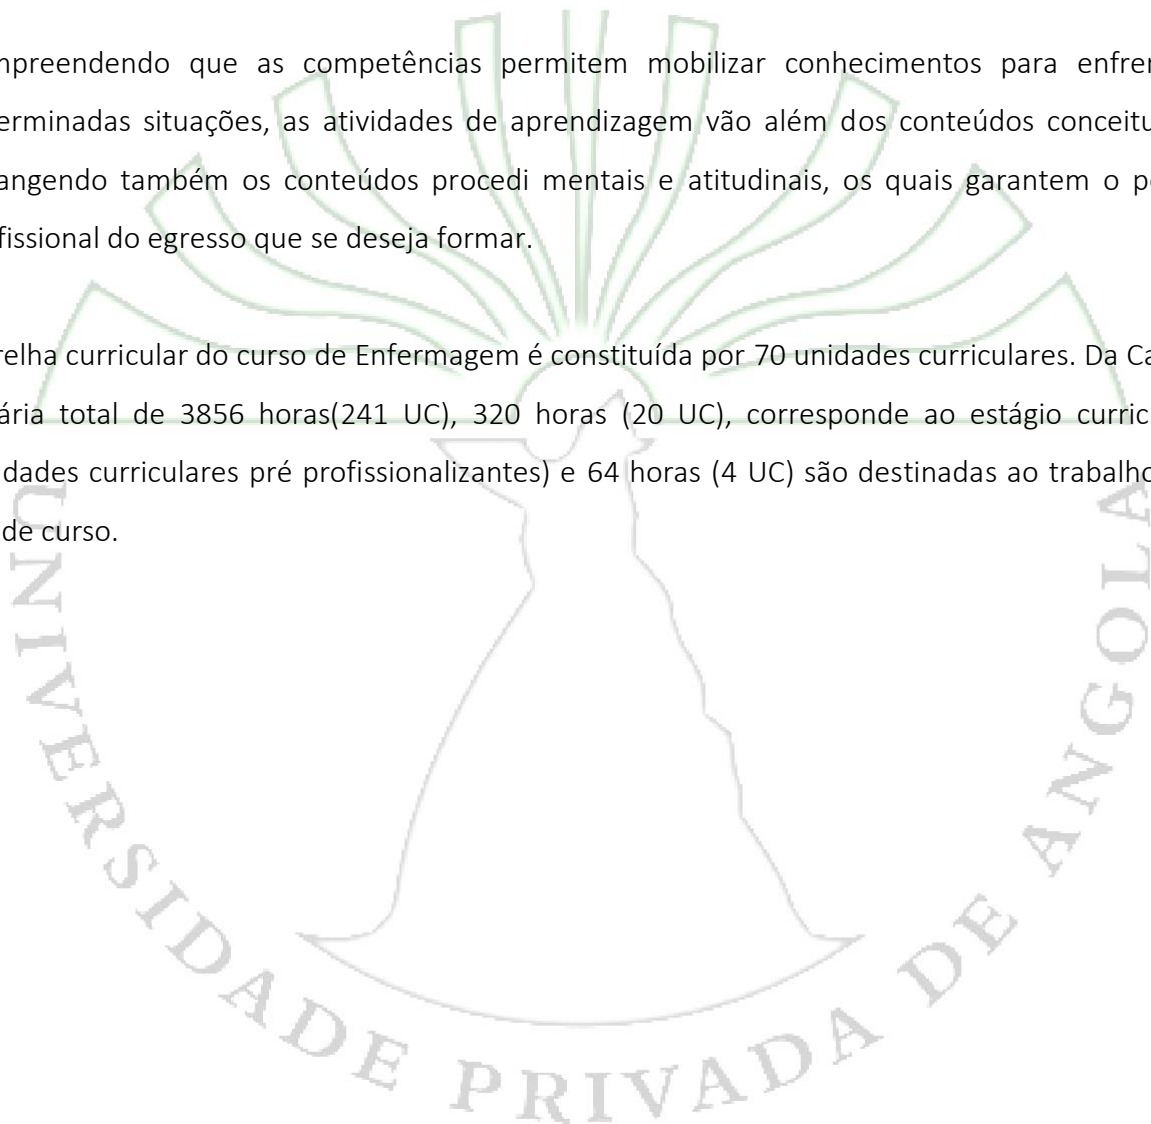 mpreendendo que as competências permitem mobilizar conhecimentos para enfren
erminadas situações, as atividades de aprendizagem vão além dos conteúdos conceitu
angendo também os conteúdos procedi mentais e atitudinais, os quais garantem o pe
fissional do egresso que se deseja formar.
relha curricular do curso de Enfermagem é constituída por 70 unidades curriculares. Da Ca
ária total de 3856 horas(241 UC), 320 horas (20 UC), corresponde ao estágio curric
idades curriculares pré profissionalizantes) e 64 horas (4 UC) são destinadas ao trabalho
de curso.
UNIVERSIDADE PRIVADA DE ANGOLA